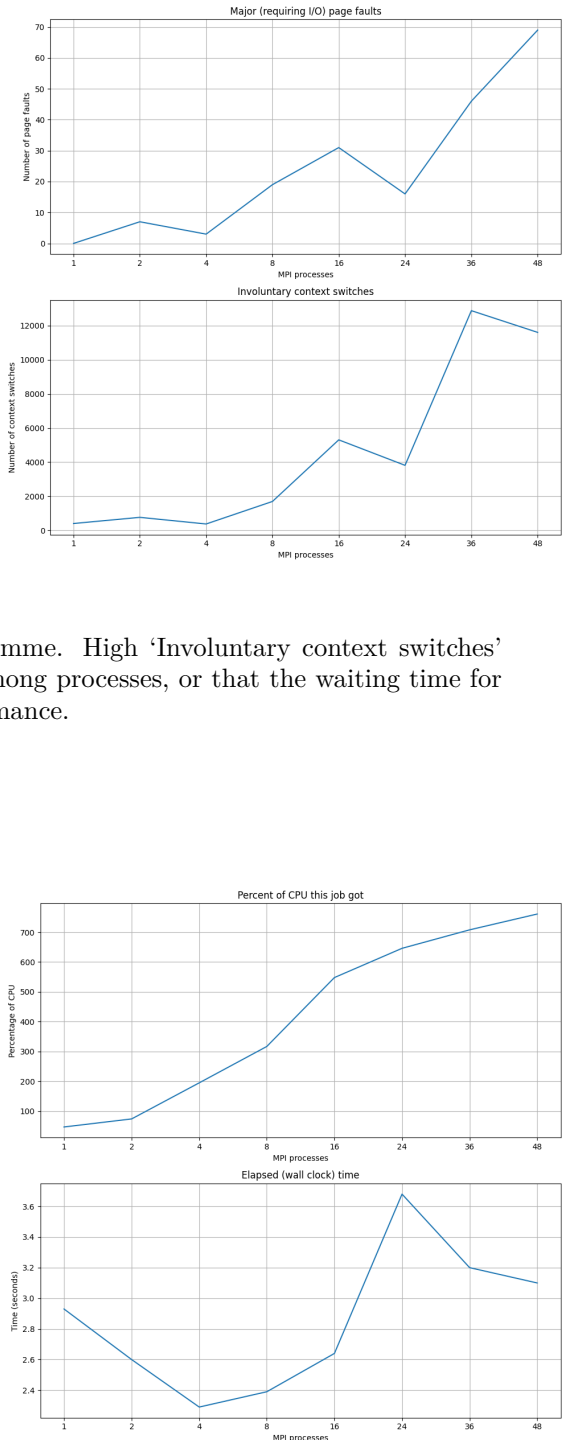 Major (requiring I/O) page faults
70
60
50
40
30
20
10
0
Number of page faults
1 2 4 8 16 24 36 48
MPI processes
Involuntary context switches
12000
10000
8000
6000
4000
2000
0
Number of context switches
1 2 4 8 16 24 36 48
MPI processes
mme. High ‘Involuntary context switches’
nong processes, or that the waiting time for
nance.
Percent of CPU this job got
700
600
500
400
300
200
100
Percentage of CPU
1 2 4 8 16 24 36 48
MPI processes
Elapsed (wall clock) time
3.6
3.4
3.2
3.0
2.8
2.6
2.4
Time (seconds)
1 2 4 8 16 24 36 48
MPI processes